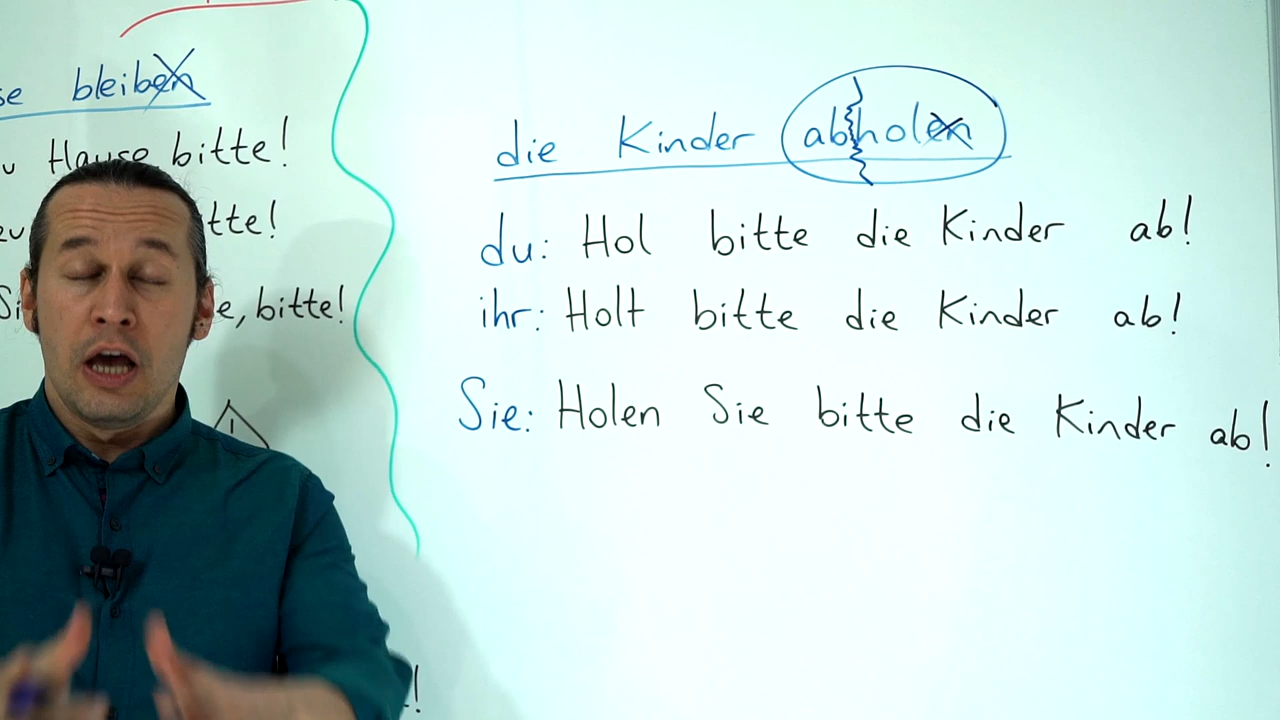 bleiben
Hause bitte!
bitte!
die Kinder abholen
du: Hol bitte die Kinder ab!
ihr: Holt bitte die Kinder ab!
Sie: Holen Sie bitte die Kinder ab!